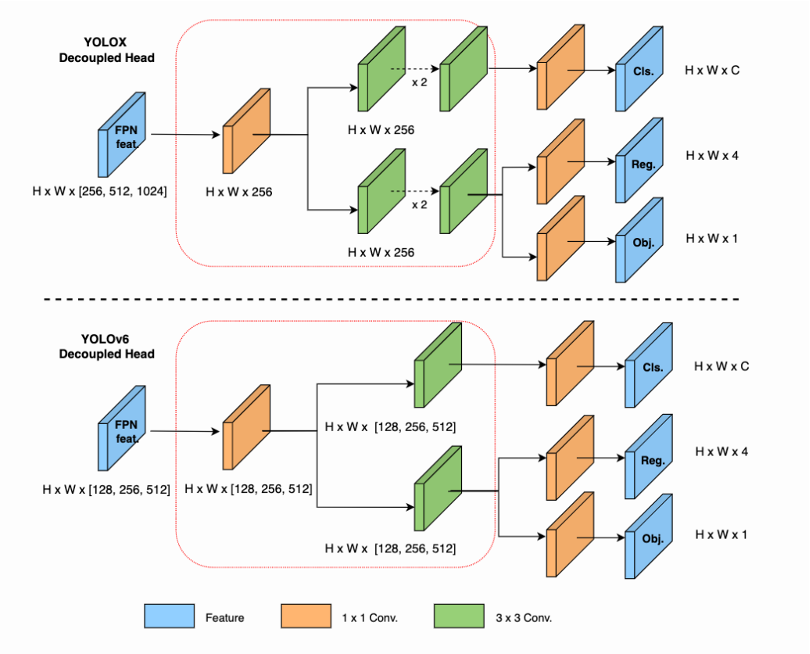 YOLOX
Decoupled Head
FPN
feat.
H x W x [256, 512, 1024]
H x W x 256
x 2
H x W x 256
x 2
H x W x 256
Cls.
H x W x C
Reg.
H x W x 4
Obj.
H x W x 1
YOLOv6
Decoupled Head
FPN
feat.
H x W x [128, 256, 512]
H x W x [128, 256, 512]
H x W x [128, 256, 512]
H x W x [128, 256, 512]
Cls.
H x W x C
Reg.
H x W x 4
Obj.
H x W x 1
Feature
1 x 1 Conv.
3 x 3 Conv.